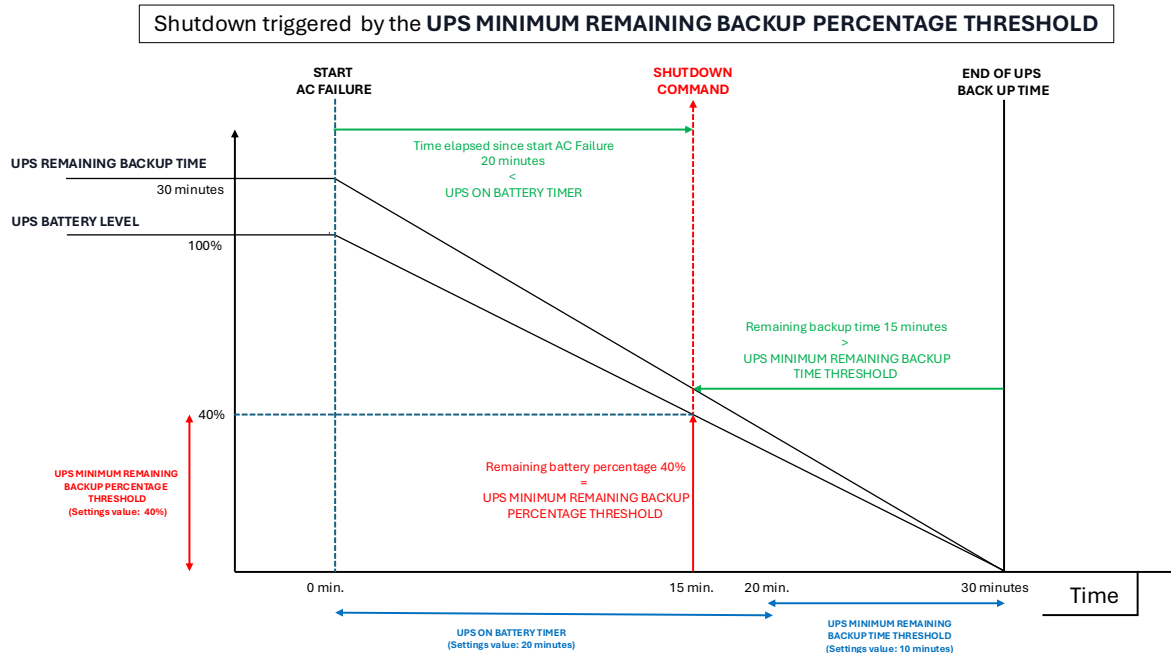 Shutdown triggered by the UPS MINIMUM REMAINING BACKUP PERCENTAGE THRESHOLD
START
AC FAILURE
SHUTDOWN
COMMAND
END OF UPS
BACK UP TIME
Time elapsed since start AC Failure
20 minutes
<
UPS ON BATTERY TIMER
UPS REMAINING BACKUP TIME
30 minutes
UPS BATTERY LEVEL
100%
Remaining backup time 15 minutes
>
UPS MINIMUM REMAINING BACKUP
TIME THRESHOLD
40%
UPS MINIMUM REMAINING
BACKUP PERCENTAGE
THRESHOLD
(Settings value: 40%)
Remaining battery percentage 40%
=
UPS MINIMUM REMAINING BACKUP
PERCENTAGE THRESHOLD
0 min.
15 min.
20 min.
30 minutes
Time
UPS ON BATTERY TIMER
(Settings value: 20 minutes)
UPS MINIMUM REMAINING
BACKUP TIME THRESHOLD
(Settings value: 10 minutes)